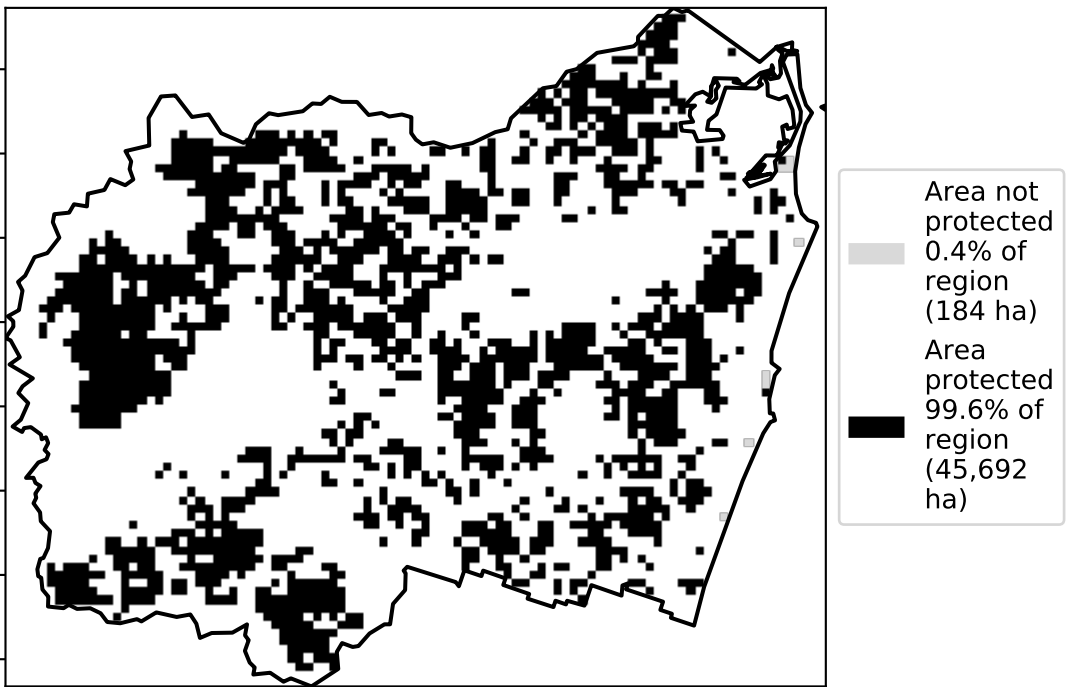 Area not
protected
0.4% of
region
(184 ha)
Area
protected
99.6% of
region
(45,692
ha)